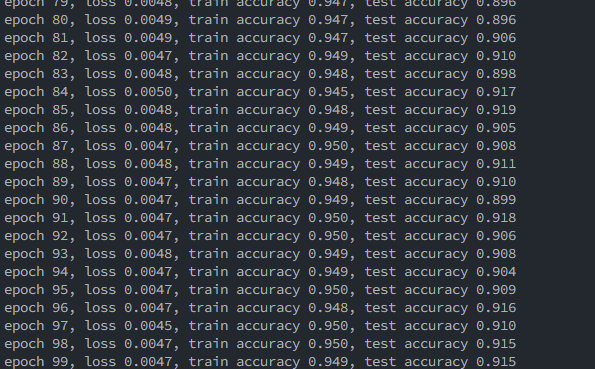 epoch 79, loss 0.0048, train accuracy 0.947, test accuracy 0.896
epoch 80, loss 0.0049, train accuracy 0.947, test accuracy 0.896
epoch 81, loss 0.0049, train accuracy 0.947, test accuracy 0.906
epoch 82, loss 0.0047, train accuracy 0.949, test accuracy 0.910
epoch 83, loss 0.0048, train accuracy 0.948, test accuracy 0.898
epoch 84, loss 0.0050, train accuracy 0.945, test accuracy 0.917
epoch 85, loss 0.0048, train accuracy 0.948, test accuracy 0.919
epoch 86, loss 0.0048, train accuracy 0.949, test accuracy 0.905
epoch 87, loss 0.0047, train accuracy 0.950, test accuracy 0.908
epoch 88, loss 0.0048, train accuracy 0.949, test accuracy 0.911
epoch 89, loss 0.0047, train accuracy 0.948, test accuracy 0.910
epoch 90, loss 0.0047, train accuracy 0.949, test accuracy 0.899
epoch 91, loss 0.0047, train accuracy 0.950, test accuracy 0.918
epoch 92, loss 0.0047, train accuracy 0.950, test accuracy 0.906
epoch 93, loss 0.0048, train accuracy 0.949, test accuracy 0.908
epoch 94, loss 0.0047, train accuracy 0.949, test accuracy 0.904
epoch 95, loss 0.0047, train accuracy 0.950, test accuracy 0.909
epoch 96, loss 0.0047, train accuracy 0.948, test accuracy 0.916
epoch 97, loss 0.0045, train accuracy 0.950, test accuracy 0.910
epoch 98, loss 0.0047, train accuracy 0.950, test accuracy 0.915
epoch 99, loss 0.0047, train accuracy 0.949, test accuracy 0.915